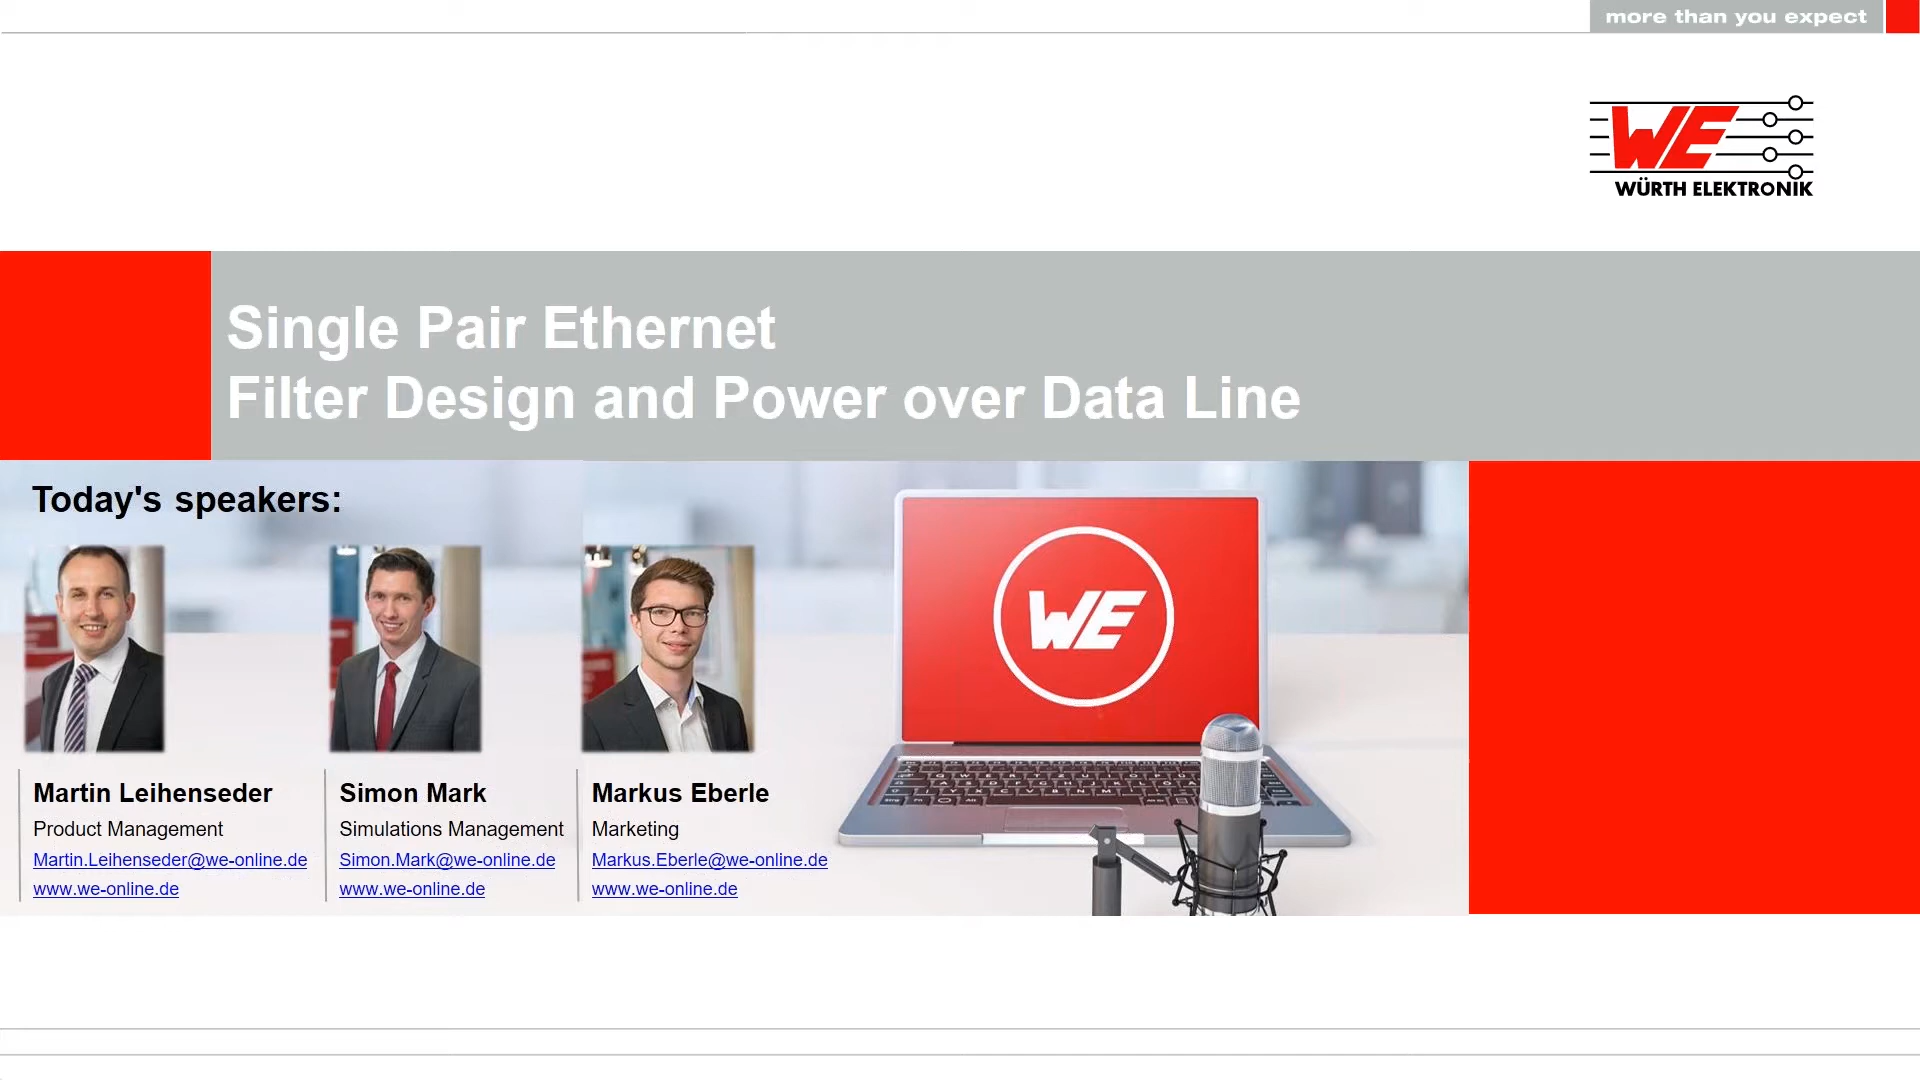 more than you expect
WE
WÜRTH ELEKTRONIK
Single Pair Ethernet
Filter Design and Power over Data Line
Today's speakers:
WE
Martin Leihenseder
Product Management
Martin.Leihenseder@we-online.de
www.we-online.de
Simon Mark
Simulations Management
Simon.Mark@we-online.de
www.we-online.de
Markus Eberle
Marketing
Markus.Eberle@we-online.de
www.we-online.de